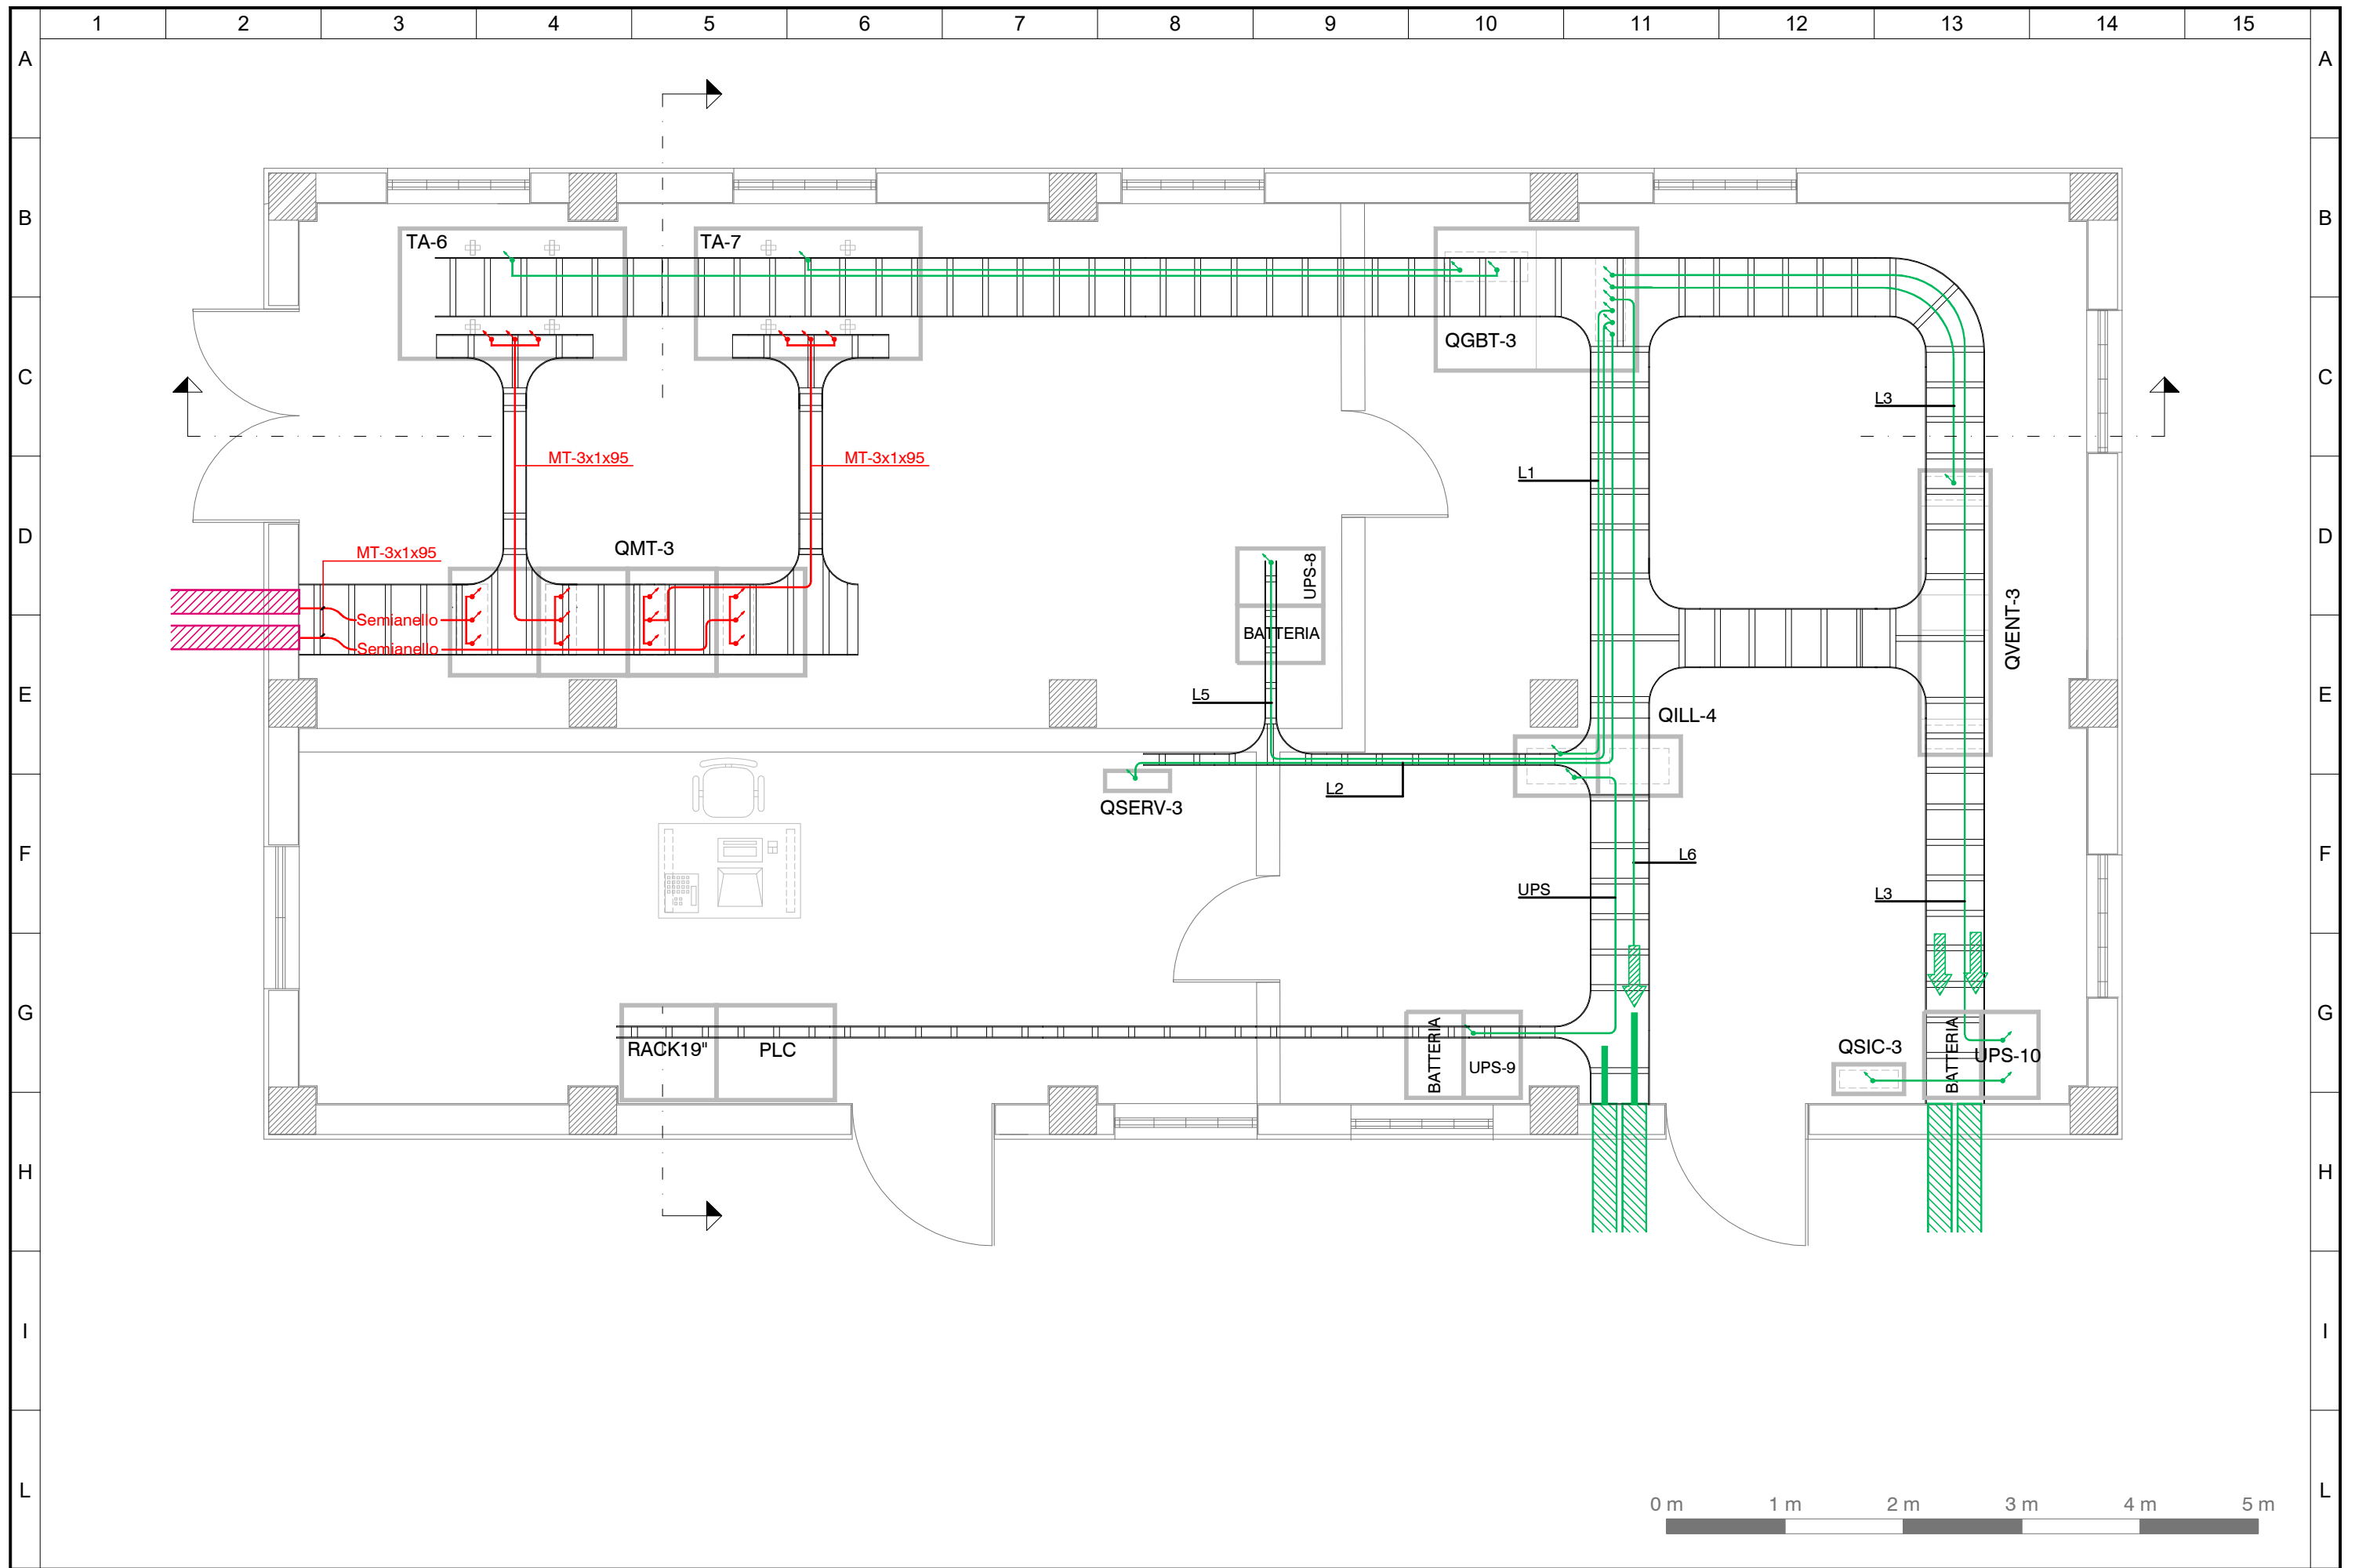 1 2 3 4 5 6 7 8 9 10 11 12 13 14 15
A A
B B
TA-6 TA-7
QGBT-3
C C
L3
MT-3x1x95 MT-3x1x95
L1
D D
QMT-3
MT-3x1x95
UPS-8
Semianello
BATTERIA
QVENT-3
Semianello
E E
L5
QILL-4
L2
QSERV-3
F F
L6
UPS
L3
G G
RACK19" PLC
BATTERIA
UPS-9
QSIC-3
BATTERIA
UPS-10
H H
I I
L L
0 m 1 m 2 m 3 m 4 m 5 m